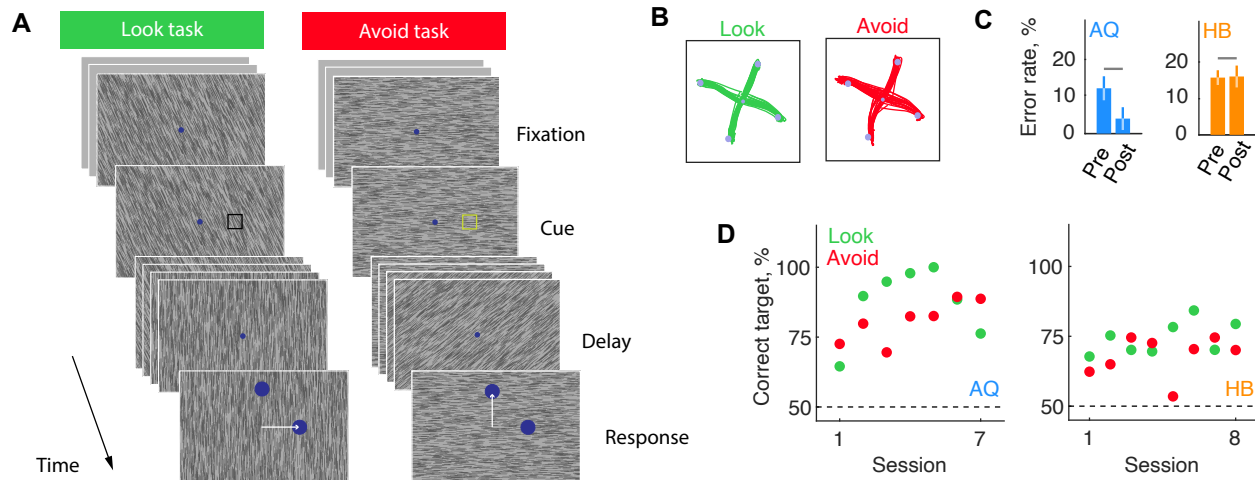 A
Look task
Avoid task
Fixation
Cue
Delay
Response
Time
B
Look
Avoid
C
Error rate, %
AQ
20
10
0
Pre
Post
HB
20
10
0
Pre
Post
D
Correct target, %
Look
Avoid
100
75
50
AQ
1
7
Session
100
75
50
HB
1
8
Session